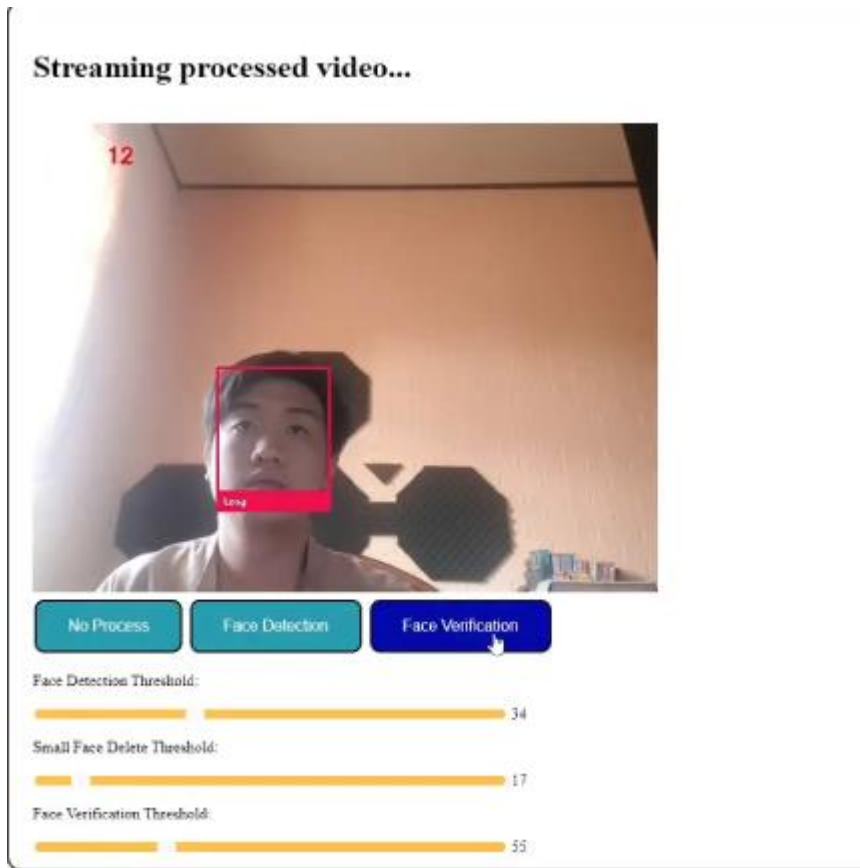 Streaming processed video...
12
Long
No Process
Face Detection
Face Verification
Face Detection Threshold:
34
Small Face Delete Threshold:
17
Face Verification Threshold:
55